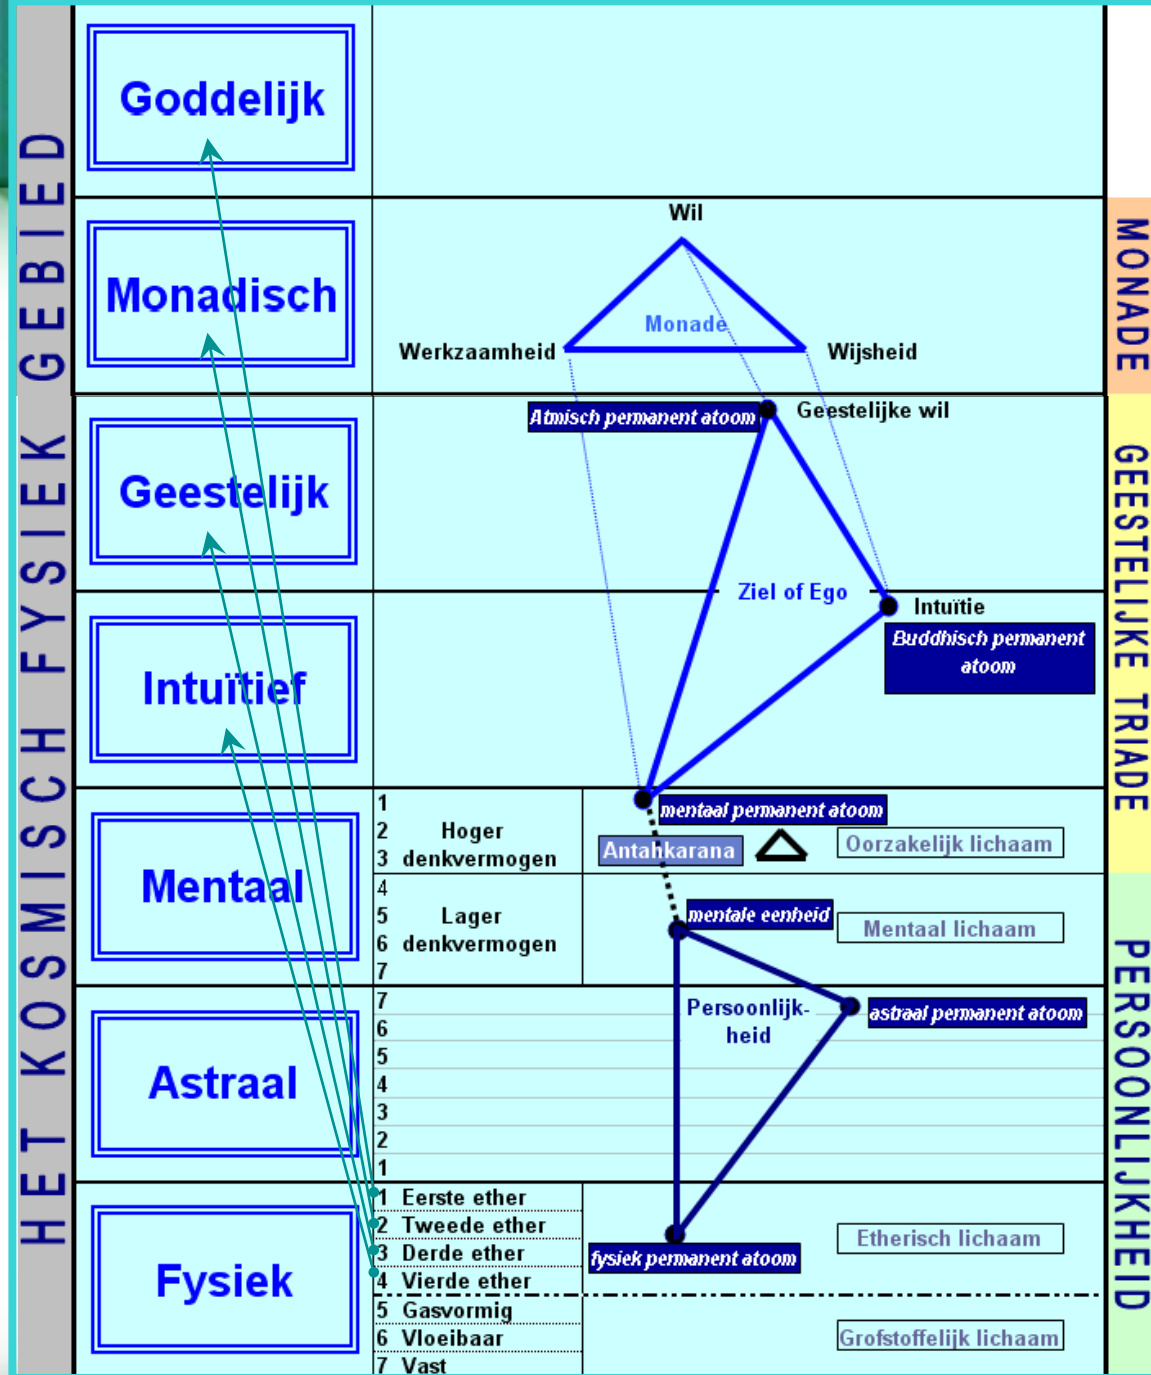 HET KOSMISCH FYSIEK GEBIED
Goddelijk
Monadisch
Wil
Monade
Werkzaamheid
Wijsheid
MONADE
Geestelijk
Atmisch permanent atoom
Geestelijke wil
Ziel of Ego
GEESTELIJKE TRIADE
Intuïtief
Intuïtie
Buddhisch permanent
atoom
Mentaal
1
2 Hoger
3 denkvermogen
mentaal permanent atoom
Antahkarana
Oorzakelijk lichaam
4
5 Lager
6 denkvermogen
7
mentale eenheid
Mentaal lichaam
PERSOONLIJKHEID
Astraal
7
6
5
4
3
2
1
Persoonlijk-
heid
astraal permanent atoom
Fysiek
1 Eerste ether
2 Tweede ether
3 Derde ether
4 Vierde ether
5 Gasvormig
6 Vloeibaar
7 Vast
fysiek permanent atoom
Etherisch lichaam
Grofstoffelijk lichaam